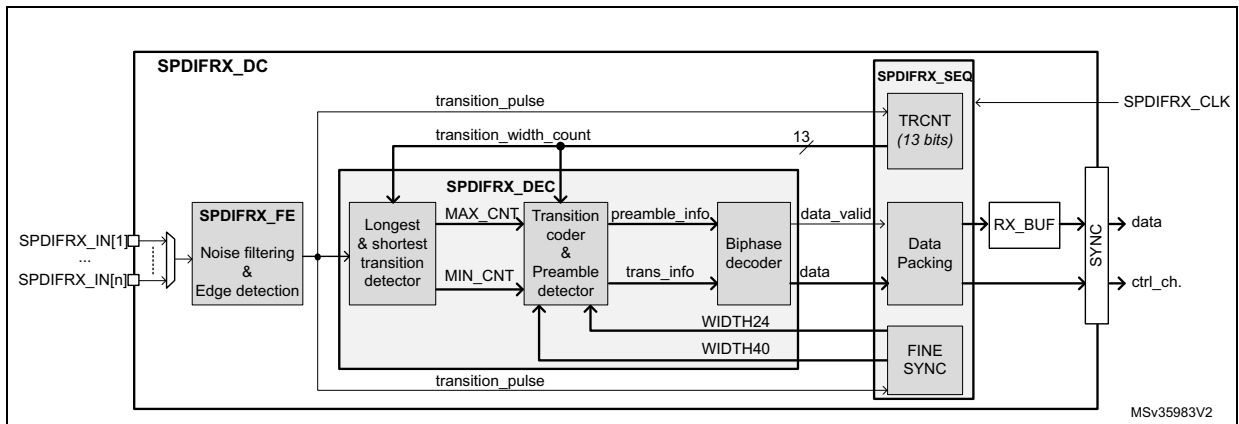 SPDIFRX_DC
SPDIFRX_SEQ
transition_pulse
SPDIFRX_CLK
TRCNT
(13 bits)
transition_width_count
13
SPDIFRX_DEC
SPDIFRX_FE
Noise filtering
&
Edge detection
SPDIFRX_IN[1]
...
SPDIFRX_IN[n]
Longest
& shortest
transition
detector
MAX_CNT
MIN_CNT
Transition
coder
&
Preamble
detector
preamble_info
trans_info
Biphase
decoder
data_valid
data
Data
Packing
RX_BUF
SYNC
data
ctrl_ch.
WIDTH24
WIDTH40
FINE
SYNC
transition_pulse
MSv35983V2